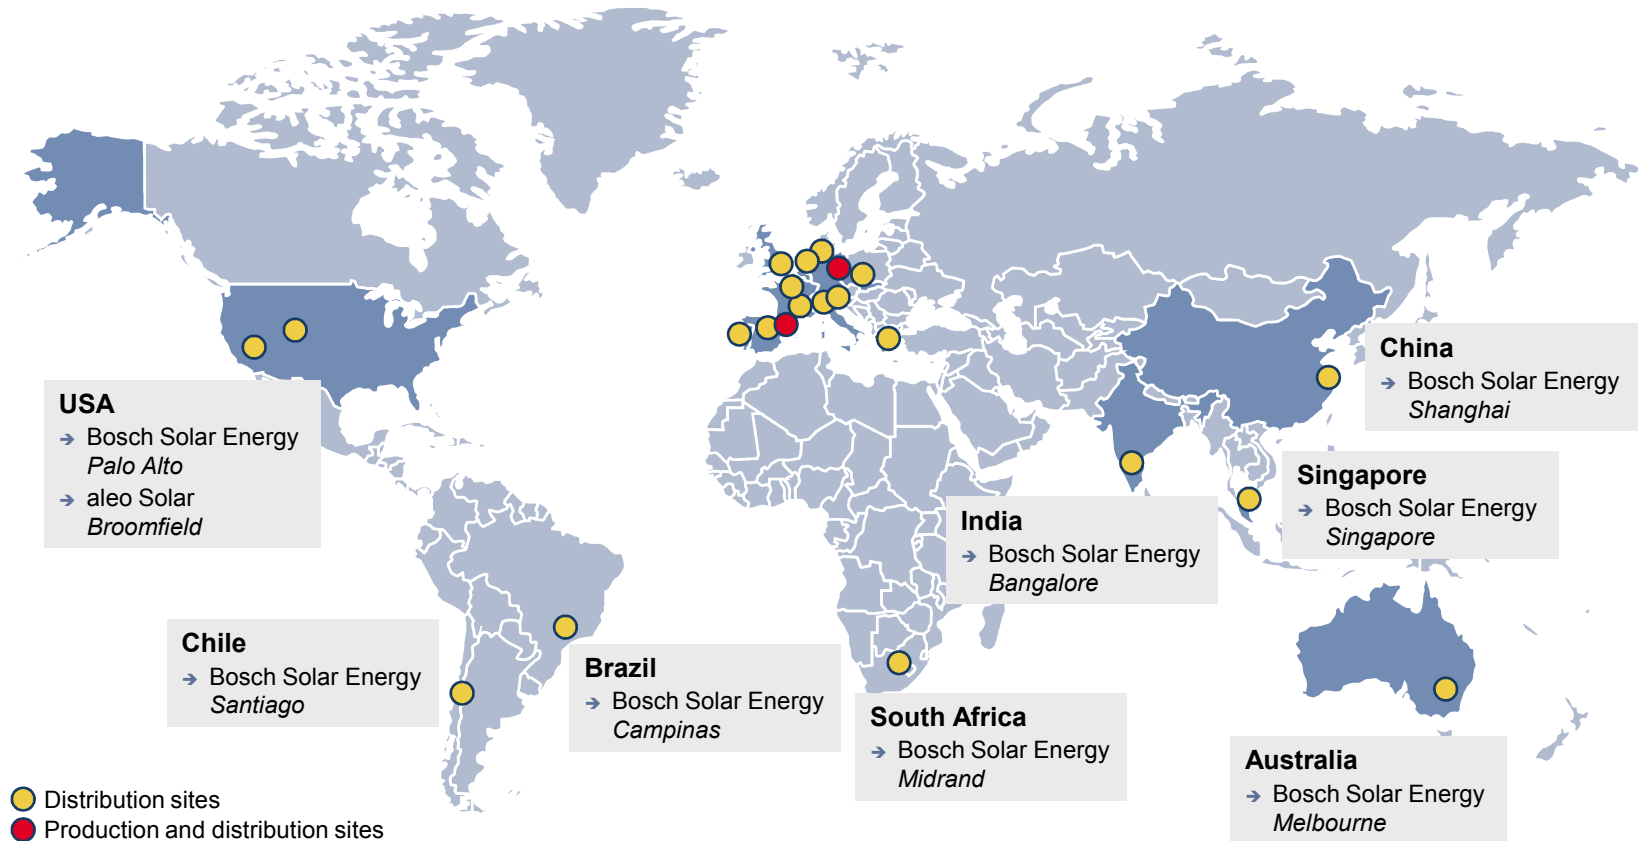 USA
→ Bosch Solar Energy
Palo Alto
→ aleo Solar
Broomfield
Chile
→ Bosch Solar Energy
Santiago
Brazil
→ Bosch Solar Energy
Campinas
South Africa
→ Bosch Solar Energy
Midrand
India
→ Bosch Solar Energy
Bangalore
China
→ Bosch Solar Energy
Shanghai
Singapore
→ Bosch Solar Energy
Singapore
Australia
→ Bosch Solar Energy
Melbourne
Distribution sites
Production and distribution sites